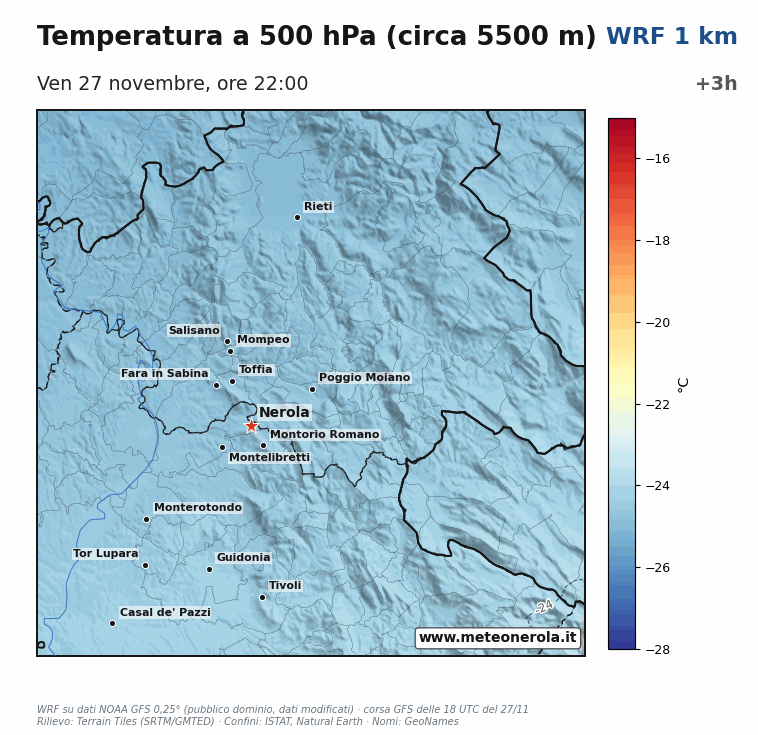 Temperatura a 500 hPa (circa 5500 m) WRF 1 km
Ven 27 novembre, ore 22:00 +3h
Rieti
−16
−18
−20
−22
−24
−26
−28
°C
Salisano
Mompeo
Toffia
Fara in Sabina
Poggio Moiano
Nerola
Montorio Romano
Montelibretti
Monterotondo
Tor Lupara
Guidonia
Tivoli
Casal de' Pazzi
-24
www.meteonerola.it
WRF su dati NOAA GFS 0,25° (pubblico dominio, dati modificati) · corsa GFS delle 18 UTC del 27/11
Rilievo: Terrain Tiles (SRTM/GMTED) · Confini: ISTAT, Natural Earth · Nomi: GeoNames